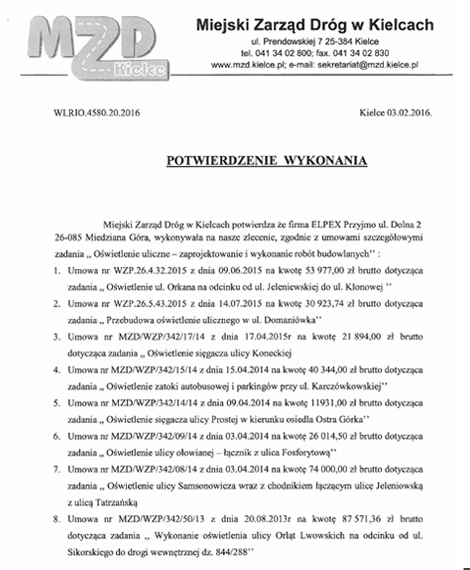 MZD
Kielce
Miejski Zarząd Dróg w Kielcach
ul. Prendowskiej 7 25-384 Kielce
tel. 041 34 02 800; fax. 041 34 02 830
www.mzd.kielce.pl; e-mail: sekretariat@mzd.kielce.pl
WI.RIO.4580.20.2016 Kielce 03.02.2016.
POTWIERDZENIE WYKONANIA
Miejski Zarząd Dróg w Kielcach potwierdza że firma ELPEX Przyjmo ul. Dolna 2
26-085 Miedziana Góra, wykonywała na nasze zlecenie, zgodnie z umowami szczegółowymi
zadania „ Oświetlenie uliczne – zaprojektowanie i wykonanie robót budowlanych” :
1. Umowa nr WZP.26.4.32.2015 z dnia 09.06.2015 na kwotę 53 977,00 zł brutto dotycząca
zadania „ Oświetlenie ul. Orkana na odcinku od ul. Jeleniewskiej do ul. Klonowej ”
2. Umowa nr WZP.26.5.43.2015 z dnia 14.07.2015 na kwotę 30 923,74 zł brutto dotycząca
zadania „ Przebudowa oświetlenie ulicznego w ul. Domaniówka”
3. Umowa nr MZD/WZP/342/17/14 z dnia 17.04.2015r na kwotę 21 894,00 zł brutto
dotycząca zadania „ Oświetlenie sięgacza ulicy Koneckiej
4. Umowa nr MZD/WZP/342/15/14 z dnia 15.04.2014 na kwotę 40 344,00 zł brutto dotycząca
zadania „ Oświetlenie zatoki autobusowej i parkingów przy ul. Karczówkowskiej”
5. Umowa nr MZD/WZP/342/14/14 z dnia 09.04.2014 na kwotę 11931,00 zł brutto dotycząca
zadania „ Oświetlenie sięgacza ulicy Prostej w kierunku osiedla Ostra Górka”
6. Umowa nr MZD/WZP/342/09/14 z dnia 03.04.2014 na kwotę 26 014,50 zł brutto dotycząca
zadania „ Oświetlenie ulicy ołowianej – łącznik z ulica Fosforytową”
7. Umowa nr MZD/WZP/342/08/14 z dnia 03.04.2014 na kwotę 74 000,00 zł brutto dotycząca
zadania „ Oświetlenie ulicy Samsonowicza wraz z chodnikiem łączącym ulicę Jeleniowską
z ulicą Tatrzańską
8. Umowa nr MZD/WZP/342/50/13 z dnia 20.08.2013r na kwotę 87 571,36 zł brutto
dotycząca zadania „ Wykonanie oświetlenia ulicy Orląt Lwowskich na odcinku od ul.
Sikorskiego do drogi wewnętrznej dz. 844/288”